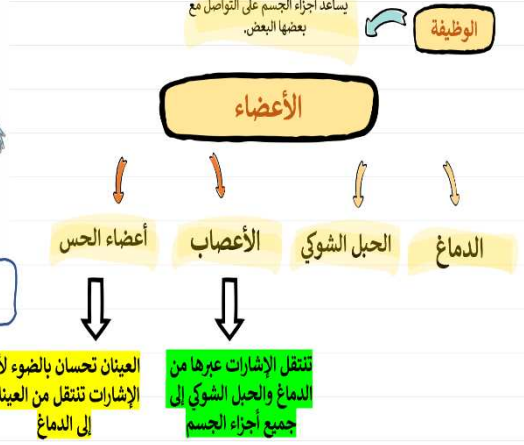 يساعد أجزاء الجسم على التواصل مع
بعضها البعض.
الوظيفة
الأعضاء
الدماغ
الحبل الشوكي
الأعصاب
أعضاء الحس
تنتقل الإشارات عبرها من
الدماغ والحبل الشوكي إلى
جميع أجزاء الجسم
العينان تحسان بالضوء
الإشارات تنتقل من
إلى الدماغ